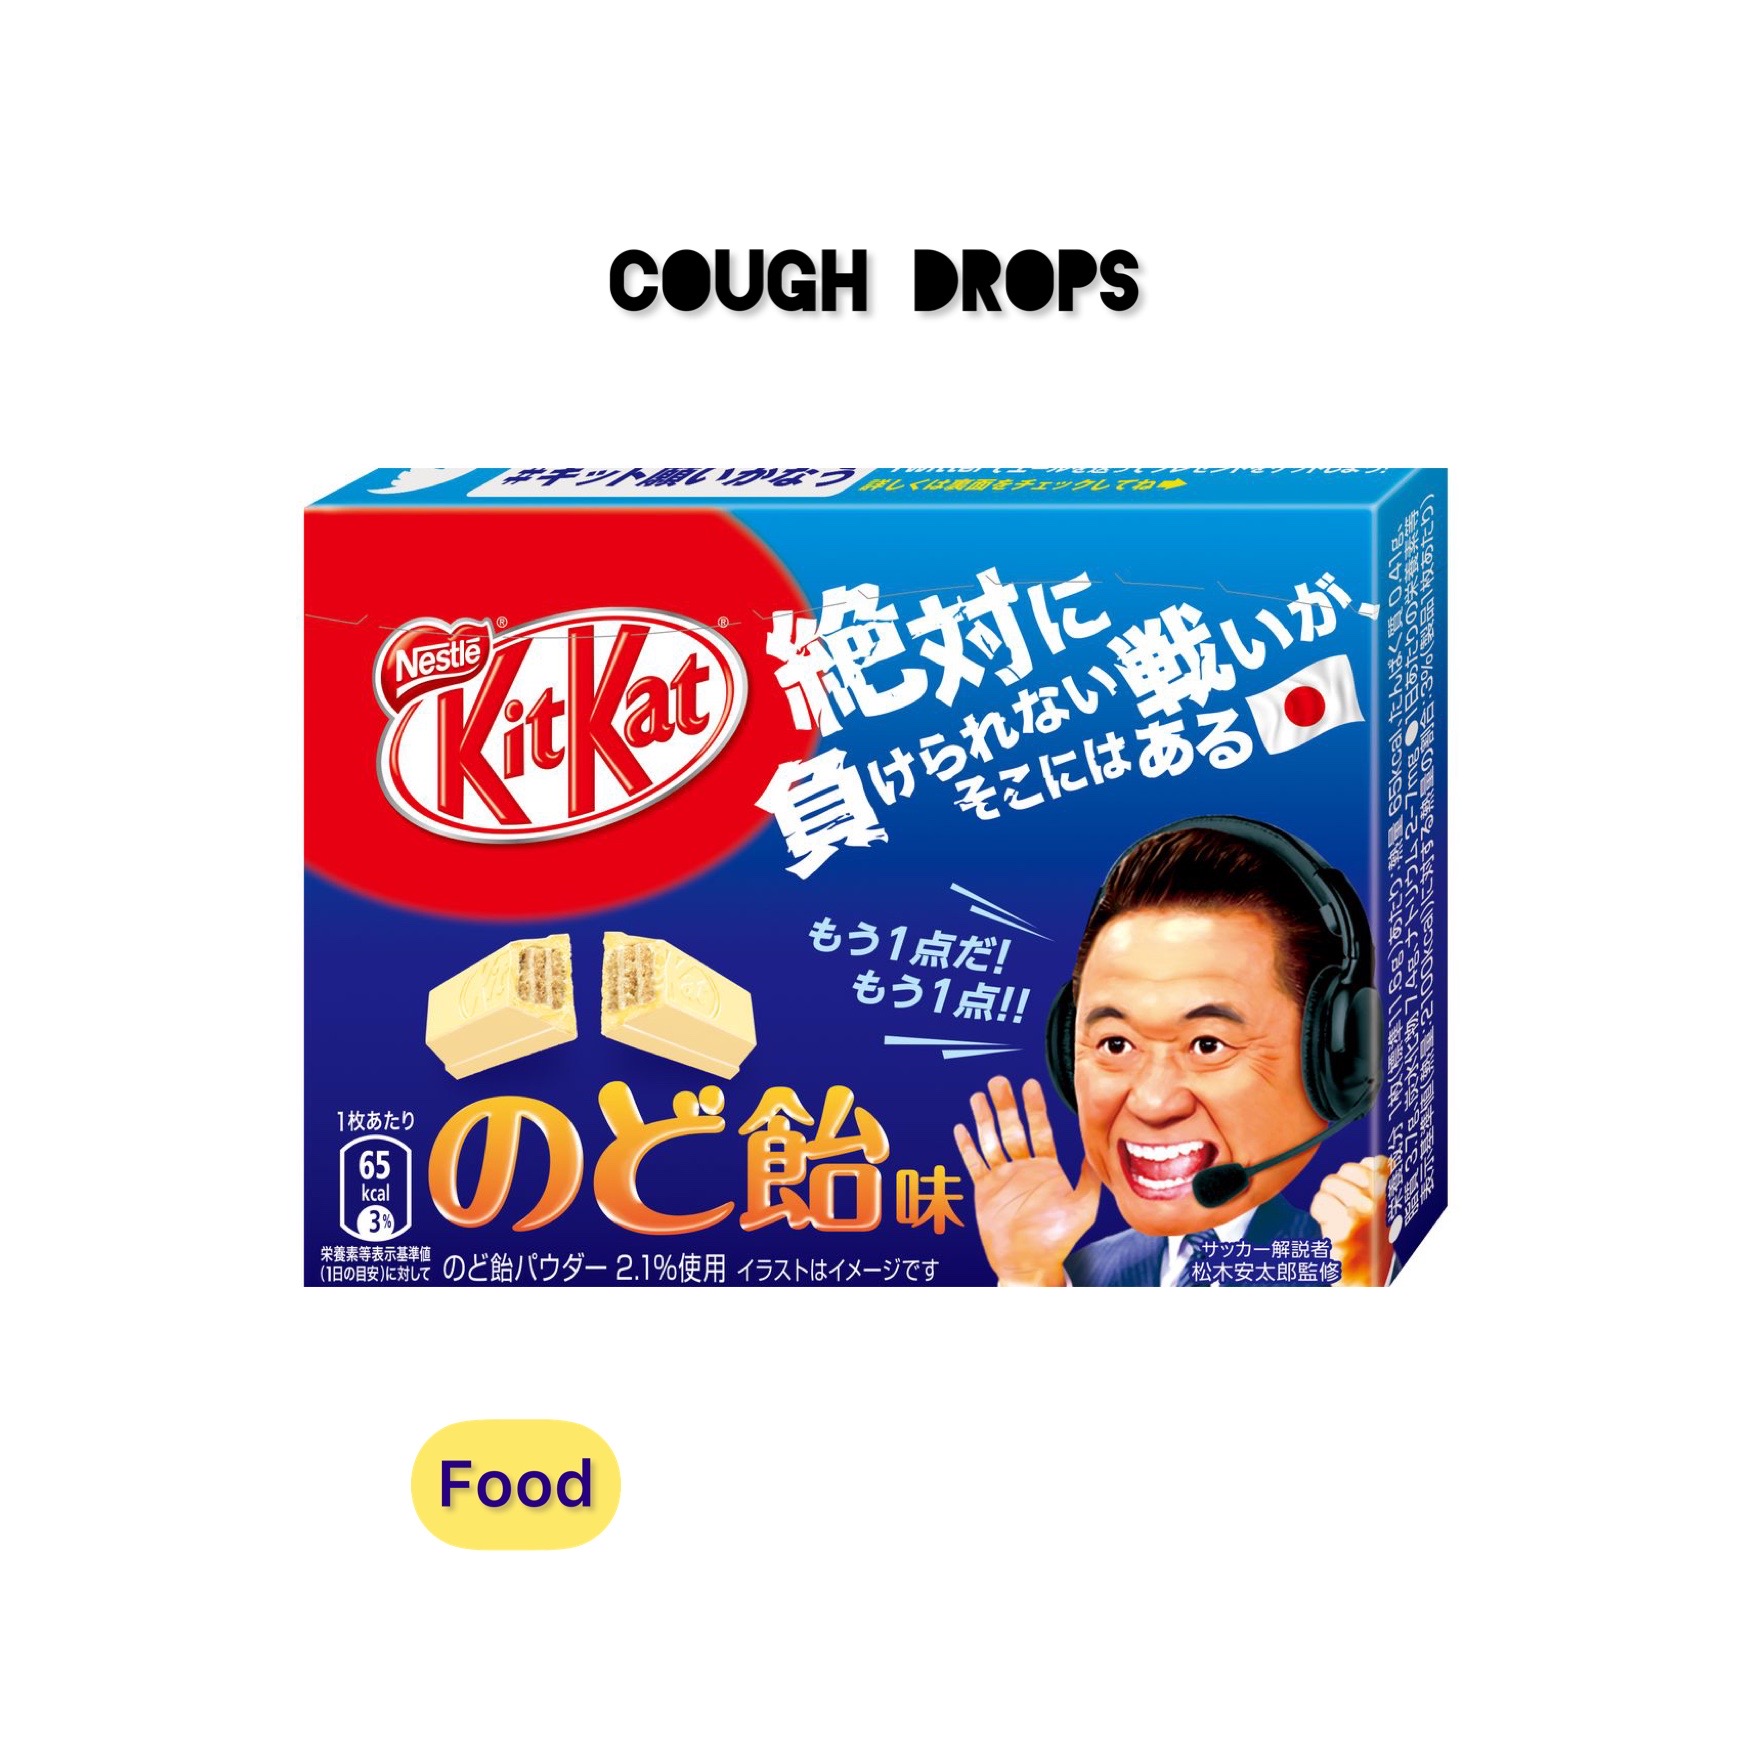 COUGH DROPS
#キット願いかなう
詳しくは裏面をチェックしてね
Nestlé
KitKat
絶対に
負けられない戦いが、
そこにはある
もう1点だ!
もう1点!!
1枚あたり
65
kcal
3%
栄養素等表示基準値
(1日の目安)に対して
のど飴味
のど飴パウダー 2.1%使用 イラストはイメージです
サッカー解説者
松木安太郎監修
Food